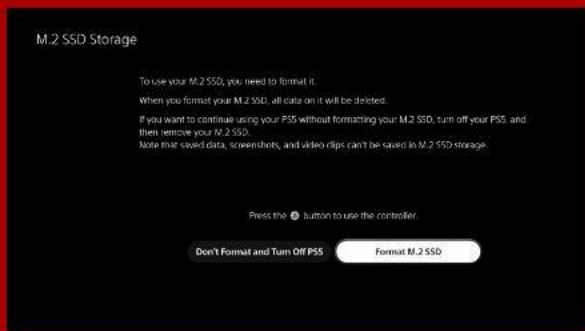 M.2 SSD Storage
To use your M.2 SSD, you need to format it.
When you format your M.2 SSD, all data on it will be deleted.
If you want to continue using your PS5 without formatting your M.2 SSD, turn off your PS5, and
then remove your M.2 SSD.
Note that saved data, screenshots, and video clips can't be saved in M.2 SSD storage.
Press the button to use the controller.
Don't Format and Turn Off PS5
Format M.2 SSD